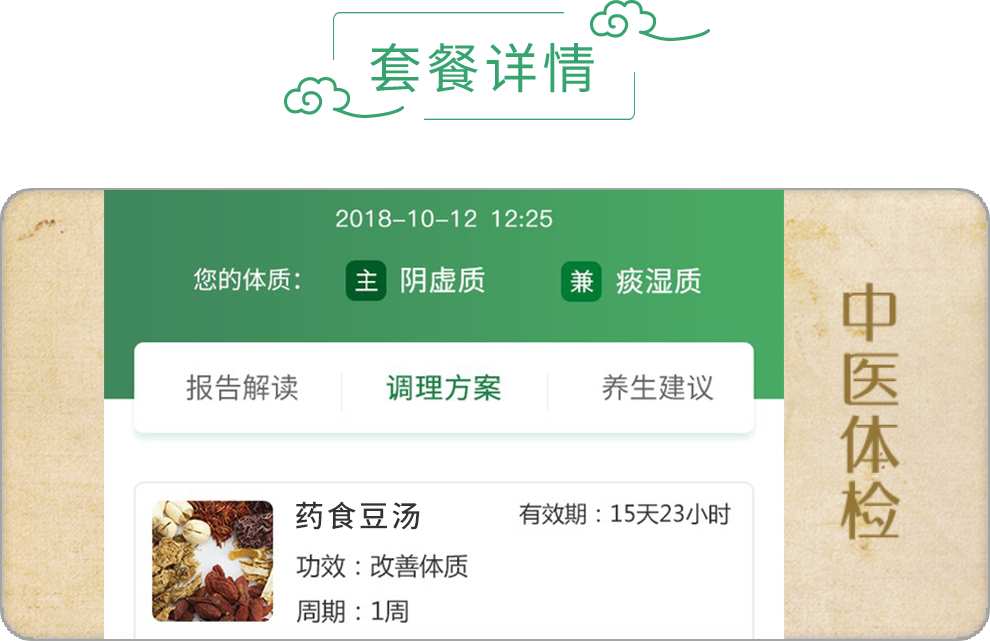 套餐详情
2018-10-12 12:25
您的体质： 主 阴虚质 兼 痰湿质
报告解读 调理方案 养生建议
药食豆汤 有效期：15天23小时
功效：改善体质
周期：1周
中医体检